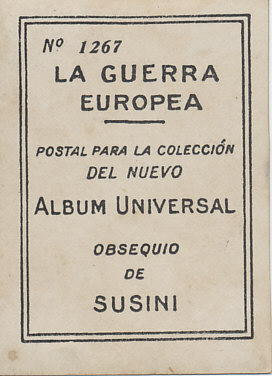 Nº 1267
LA GUERRA
EUROPEA
POSTAL PARA LA COLECCIÓN
DEL NUEVO
ALBUM UNIVERSAL
OBSEQUIO
DE
SUSINI